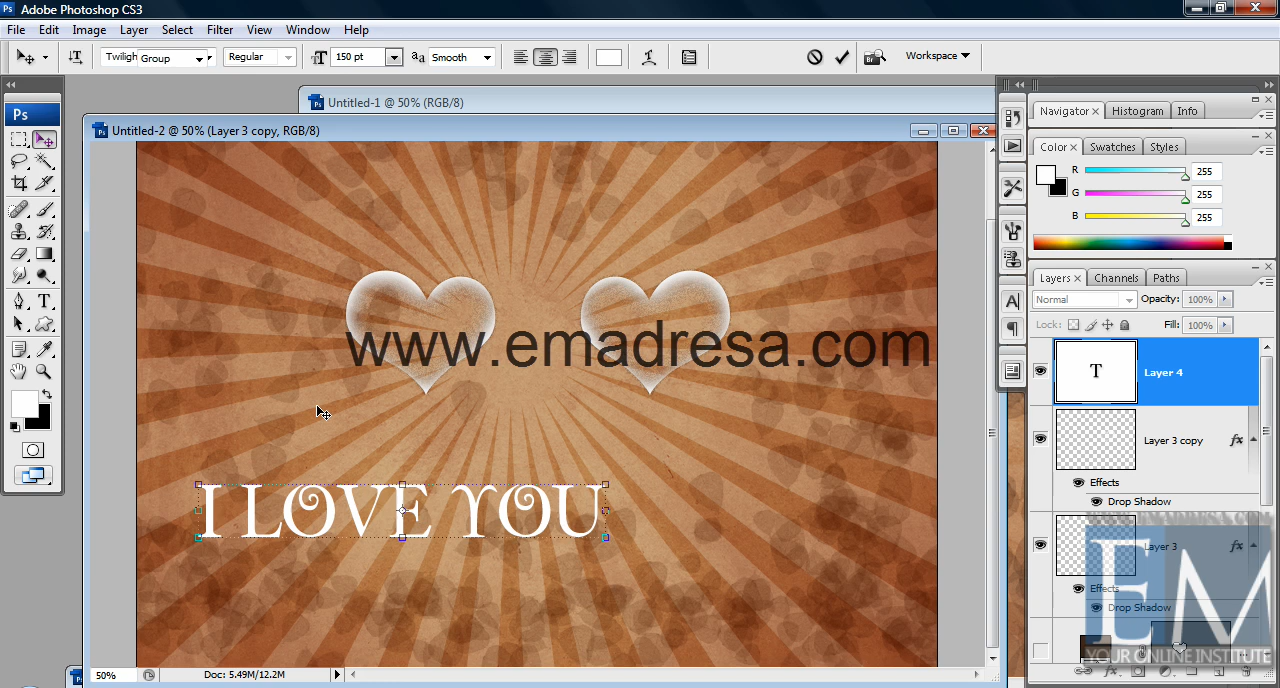 Ps Adobe Photoshop CS3
File Edit Image Layer Select Filter View Window Help
Group Regular 150 pt Smooth Workspace
Untitled-1 @ 50% (RGB/8)
Untitled-2 @ 50% (Layer 3 copy, RGB/8)
Ps
www.emadresa.com
I LOVE YOU
50% Doc: 5.49M/12.2M
Navigator Histogram Info
Color Swatches Styles
R 255
G 255
B 255
Layers Channels Paths
Normal Opacity: 100%
Lock: Fill: 100%
T Layer 4
Layer 3 copy fx
Effects
Drop Shadow
Layer 3 fx
Effects
Drop Shadow
EM
YOUR ONLINE INSTITUTE